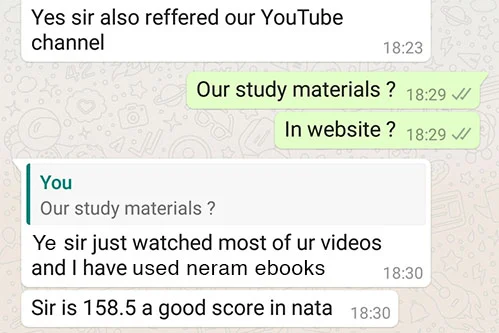 Yes sir also reffered our YouTube
channel
18:23
Our study materials ? 18:29
In website ? 18:29
You
Our study materials ?
Ye sir just watched most of ur videos
and I have used neram ebooks
18:30
Sir is 158.5 a good score in nata 18:30